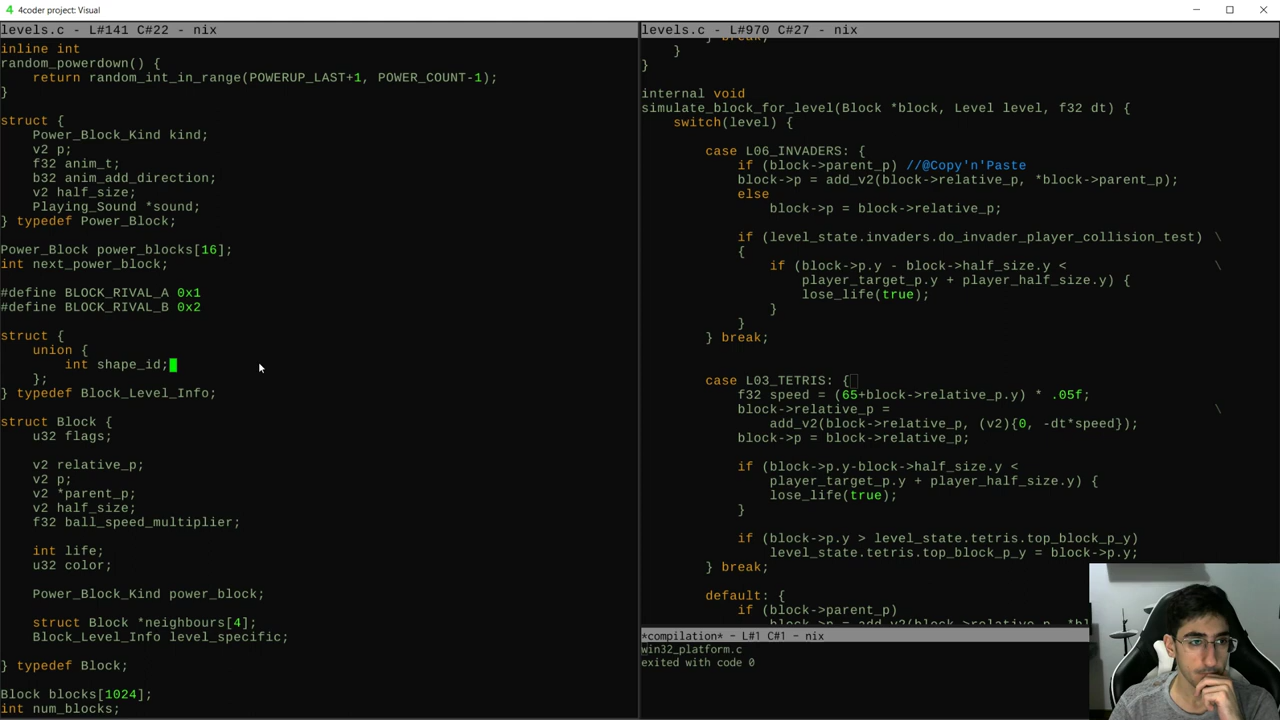 4 4coder project: Visual
levels.c - L#141 C#22 - nix
inline int
random_powerdown() {
    return random_int_in_range(POWERUP_LAST+1, POWER_COUNT-1);
}
struct {
    Power_Block_Kind kind;
    v2 p;
    f32 anim_t;
    b32 anim_add_direction;
    v2 half_size;
    Playing_Sound *sound;
} typedef Power_Block;
Power_Block power_blocks[16];
int next_power_block;
#define BLOCK_RIVAL_A 0x1
#define BLOCK_RIVAL_B 0x2
struct {
    union {
        int shape_id;
    };
} typedef Block_Level_Info;
struct Block {
    u32 flags;
    v2 relative_p;
    v2 p;
    v2 *parent_p;
    v2 half_size;
    f32 ball_speed_multiplier;
    int life;
    u32 color;
    Power_Block_Kind power_block;
    struct Block *neighbours[4];
    Block_Level_Info level_specific;
} typedef Block;
Block blocks[1024];
int num_blocks;
levels.c - L#970 C#27 - nix
        } break;
    }
}
internal void
simulate_block_for_level(Block *block, Level level, f32 dt) {
    switch(level) {
        case L06_INVADERS: {
            if (block->parent_p) //@Copy'n'Paste
            block->p = add_v2(block->relative_p, *block->parent_p);
            else
                block->p = block->relative_p;
            if (level_state.invaders.do_invader_player_collision_test) \
            {
                if (block->p.y - block->half_size.y < \
                    player_target_p.y + player_half_size.y) {
                    lose_life(true);
                }
            }
        } break;
        case L03_TETRIS: {
            f32 speed = (65+block->relative_p.y) * .05f;
            block->relative_p = \
                add_v2(block->relative_p, (v2){0, -dt*speed});
            block->p = block->relative_p;
            if (block->p.y-block->half_size.y <
                player_target_p.y + player_half_size.y) {
                lose_life(true);
            }
            if (block->p.y > level_state.tetris.top_block_p_y)
                level_state.tetris.top_block_p_y = block->p.y;
        } break;
        default: {
            if (block->parent_p)
*compilation* - L#1 C#1 - nix
win32_platform.c
exited with code 0